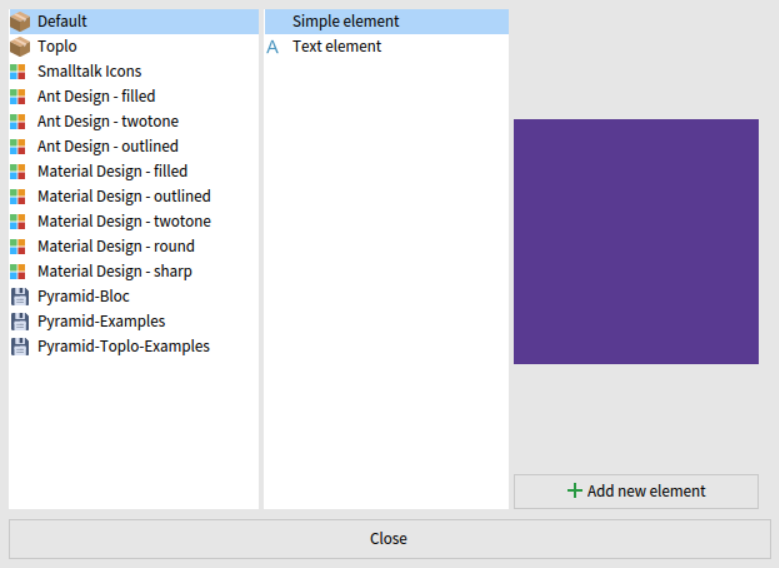 Default
Toplo
Smalltalk Icons
Ant Design - filled
Ant Design - twotone
Ant Design - outlined
Material Design - filled
Material Design - outlined
Material Design - twotone
Material Design - round
Material Design - sharp
Pyramid-Bloc
Pyramid-Examples
Pyramid-Toplo-Examples
Simple element
A Text element
Add new element
Close